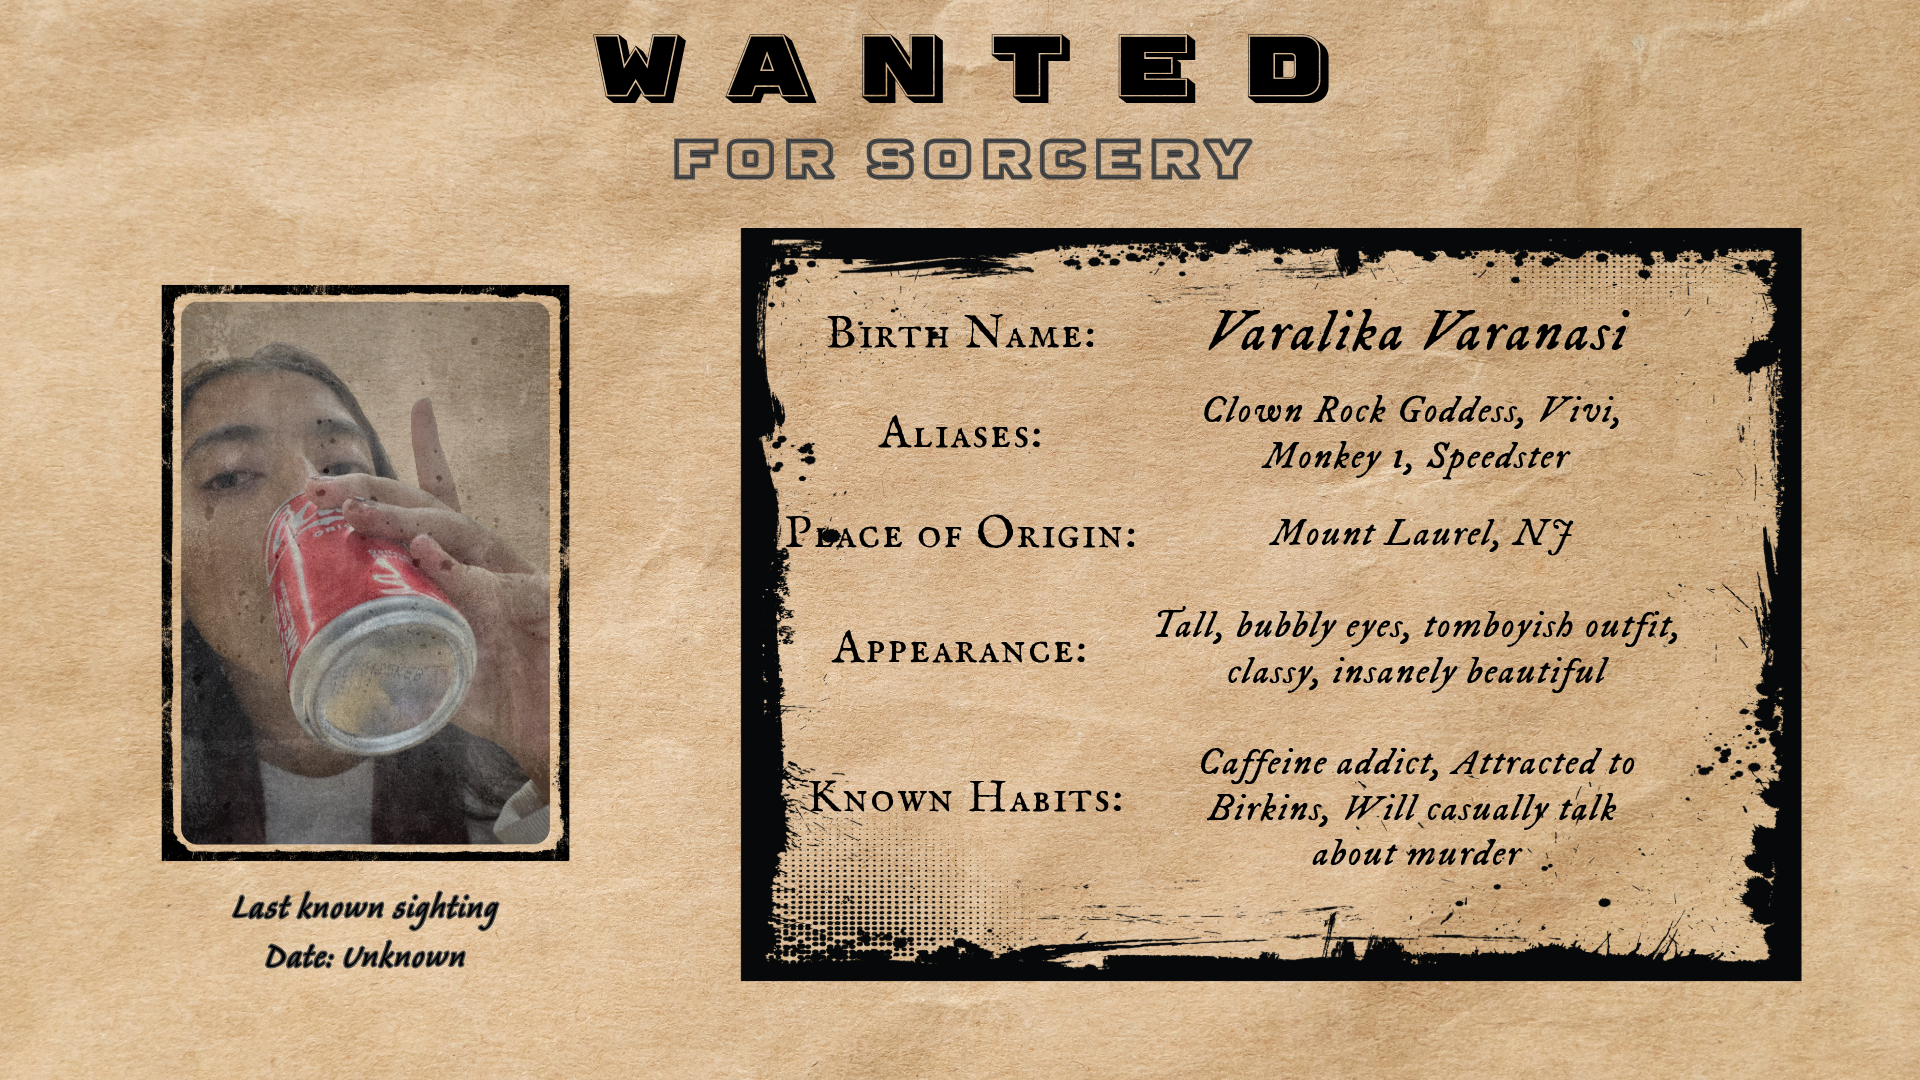 WANTED
FOR SORCERY
Birth Name: Varalika Varanasi
Aliases: Clown Rock Goddess, Vivi,
Monkey 1, Speedster
Place of Origin: Mount Laurel, NJ
Appearance: Tall, bubbly eyes, tomboyish outfit,
classy, insanely beautiful
Known Habits: Caffeine addict, Attracted to
Birkins, Will casually talk
about murder
Last known sighting
Date: Unknown